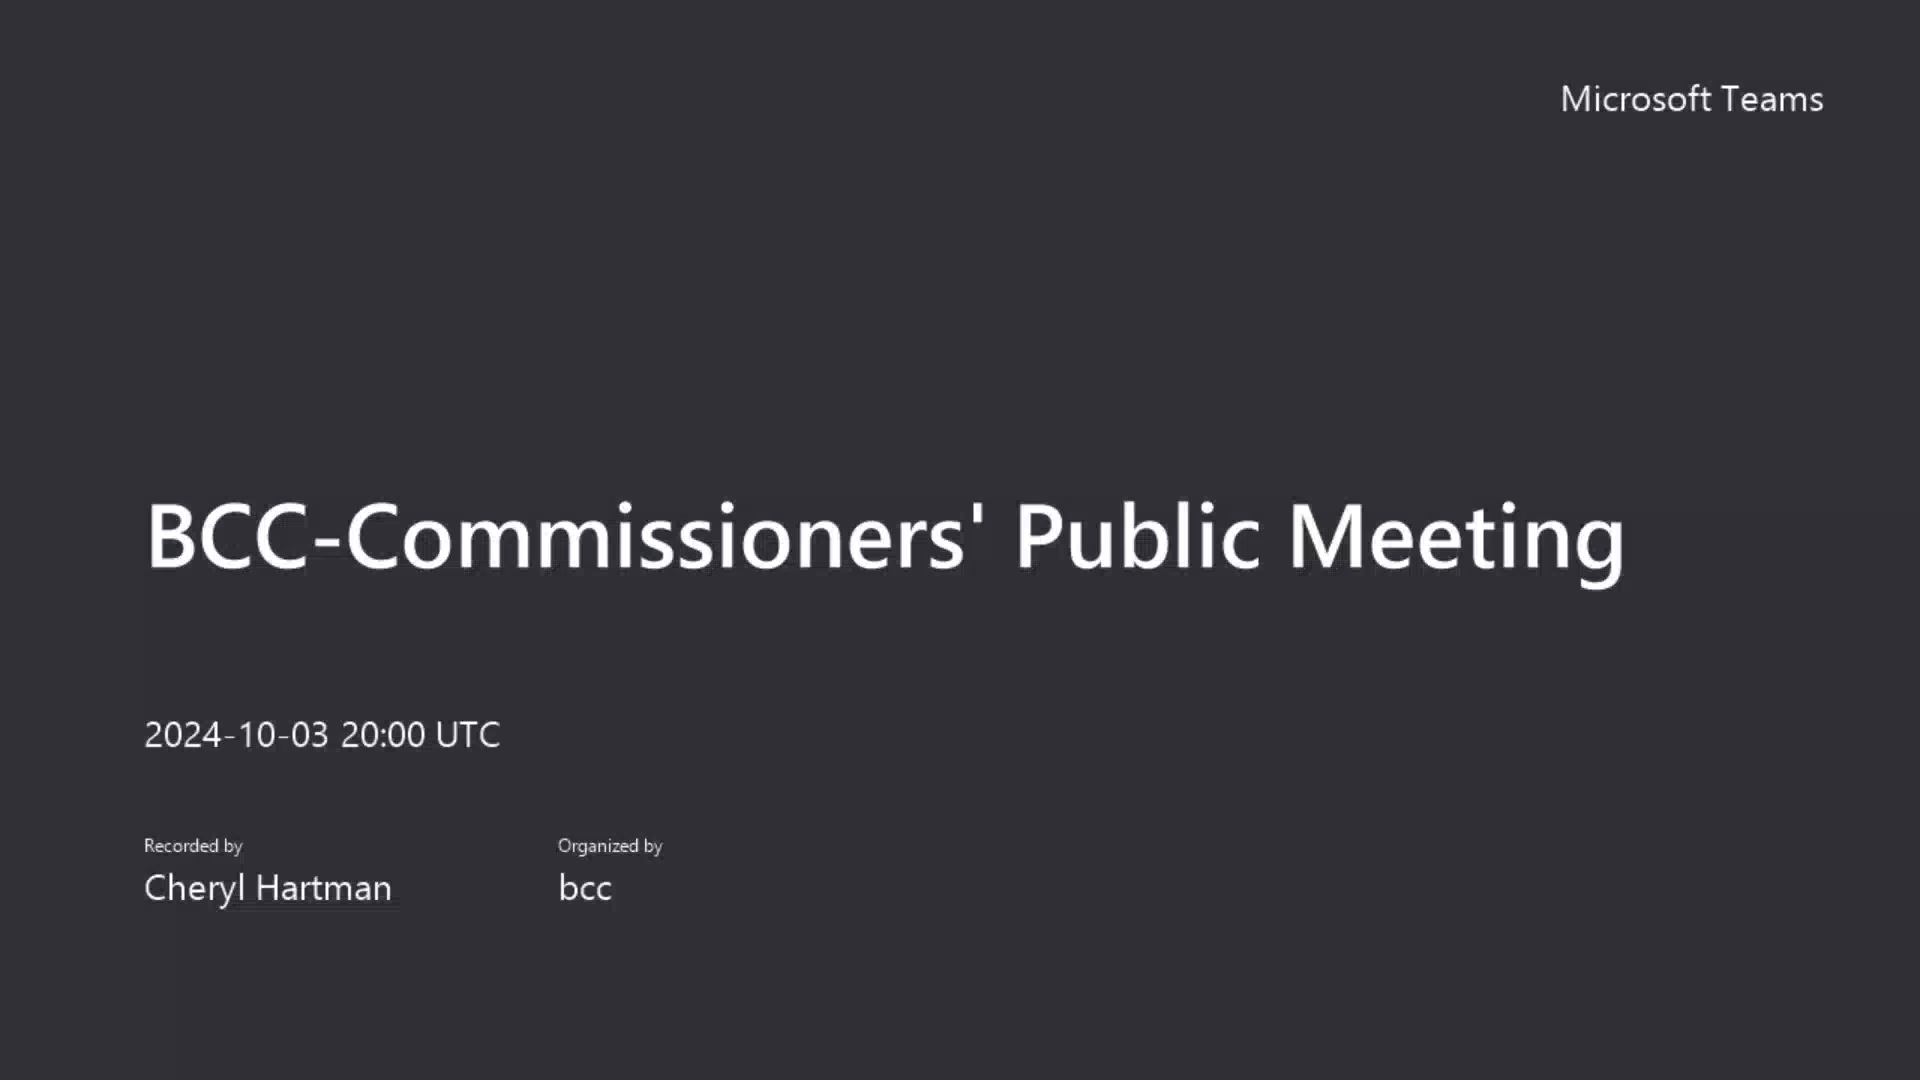 Microsoft Teams
BCC-Commissioners' Public Meeting
2024-10-03 20:00 UTC
Recorded by
Cheryl Hartman
Organized by
bcc